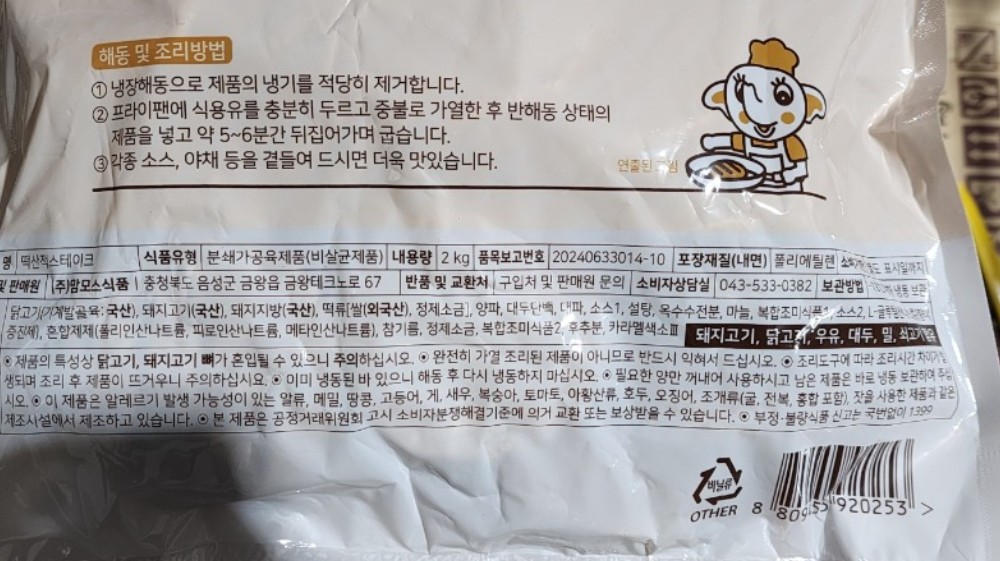 해동 및 조리방법
① 냉장해동으로 제품의 냉기를 적당히 제거합니다.
② 프라이팬에 식용유를 충분히 두르고 중불로 가열한 후 반해동 상태의
제품을 넣고 약 5~6분간 뒤집어가며 굽습니다.
③ 각종 소스, 야채 등을 곁들여 드시면 더욱 맛있습니다.
연출된
명 떡산적스테이크 식품유형 분쇄가공육제품(비살균제품) 내용량 2 kg 품목보고번호 20240633014-10 포장재질(내면) 폴리에틸렌 표시일까지
및 판매원 (주)맘모스식품 충청북도 음성군 금왕읍 금왕테크노로 67 반품 및 교환처 구입처 및 판매원 문의 소비자상담실 043-533-0382 보관방법 냉동 보관
닭고기(기계발골육: 국산), 돼지고기(국산), 돼지지방(국산), 떡류[쌀(외국산), 정제소금], 양파, 대두단백, 대파, 소스1, 설탕, 옥수수전분, 마늘, 복합조미식품1, 소스2,
증진제), 혼합제제(폴리인산나트륨, 피로인산나트륨, 메타인산나트륨), 참기름, 정제소금, 복합조미식품2, 후추분, 카라멜색소Ⅲ 돼지고기, 닭고기, 우유, 대두, 밀, 쇠고기
⊙ 제품의 특성상 닭고기, 돼지고기 뼈가 혼입될 수 있으니 주의하십시오. ⊙ 완전히 가열 조리된 제품이 아니므로 반드시 익혀서 드십시오. ⊙ 조리도구에 따라 조리시간 차이가
생되며 조리 후 제품이 뜨거우니 주의하십시오. ⊙ 이미 냉동된 바 있으니 해동 후 다시 냉동하지 마십시오. ⊙ 필요한 양만 꺼내어 사용하시고 남은 제품은 바로 냉동 보관하여 주십
시오. ⊙ 이 제품은 알레르기 발생 가능성이 있는 알류, 메밀, 땅콩, 고등어, 게, 새우, 복숭아, 토마토, 아황산류, 호두, 오징어, 조개류(굴, 전복, 홍합 포함), 잣을 사용한 제품과 같은
제조시설에서 제조하고 있습니다. ⊙ 본 제품은 공정거래위원회 고시 소비자분쟁해결기준에 의거 교환 또는 보상받을 수 있습니다. ⊙ 부정·불량식품 신고는 국번없이 1399
비닐류
OTHER
8 809 920253 >